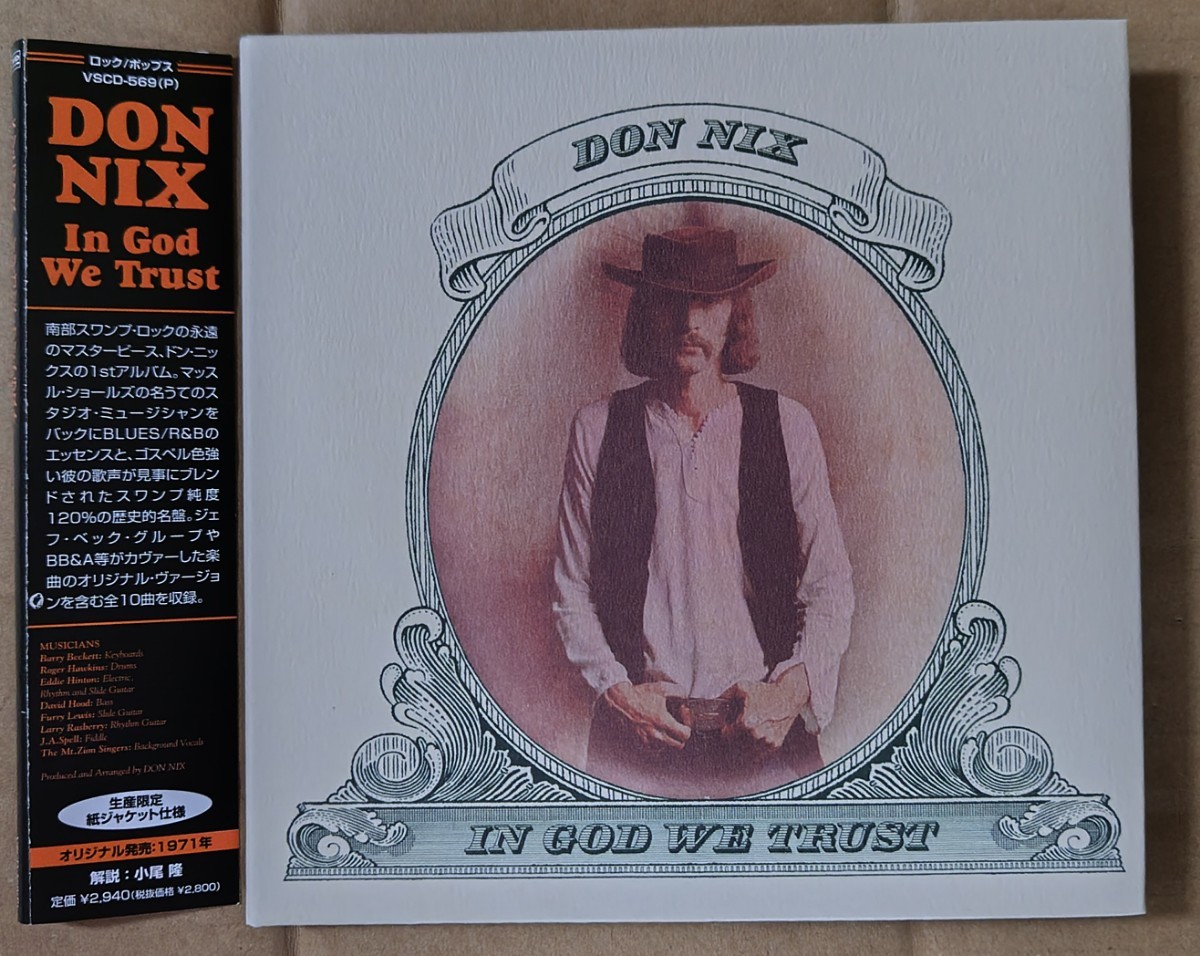 ロック/ポップス
VSCD-569(P)
DON
NIX
In God
We Trust
南部スワンプ・ロックの永遠
のマスターピース、ドン・ニッ
クスの1stアルバム。マッス
ル・ショールズの名うてのス
タジオ・ミュージシャンを
バックにBLUES/R&Bの
エッセンスと、ゴスペル色強
い彼の歌声が見事にブレン
ドされたスワンプ純度
120%の歴史的名盤。ジェ
フ・ベック・グループや
BB&A等がカヴァーした楽
曲のオリジナル・ヴァージョ
ンを含む全10曲を収録。
MUSICIANS
Barry Beckett: Keyboards
Roger Hawkins: Drums
Eddie Hinton: Electric,
Rhythm and Slide Guitar
David Hood: Bass
Furry Lewis: Slide Guitar
Larry Rasberry: Rhythm Guitar
J.A.Spell: Fiddle
The Mt.Zion Singers: Background Vocals
Produced and Arranged by DON NIX
生産限定
紙ジャケット仕様
オリジナル発売:1971年
解説:小尾 隆
定価 ¥2,940(税抜価格 ¥2,800)
DON NIX
IN GOD WE TRUST